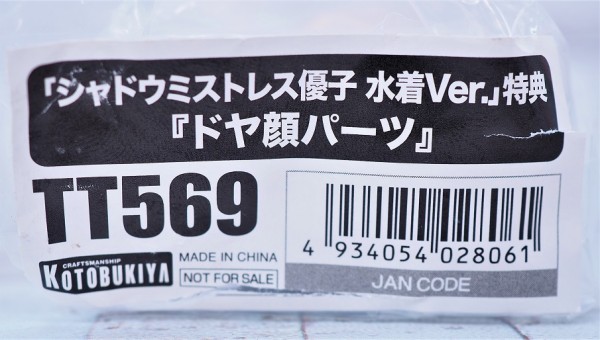 「シャドウミストレス優子 水着Ver.」特典
『ドヤ顔パーツ』
TT569
CRAFTSMANSHIP
KOTOBUKIYA
MADE IN CHINA
NOT FOR SALE
4 934054 028061
JAN CODE